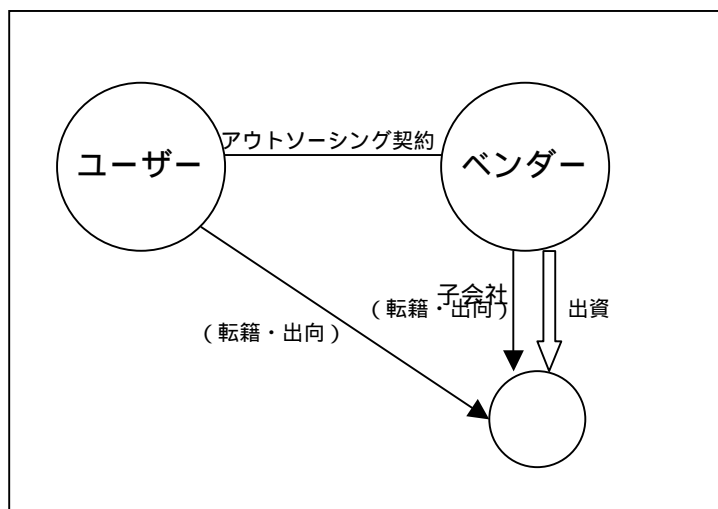 アウトソーシング契約
ユーザー
ベンダー
子会社
(転籍・出向)
出資
(転籍・出向)